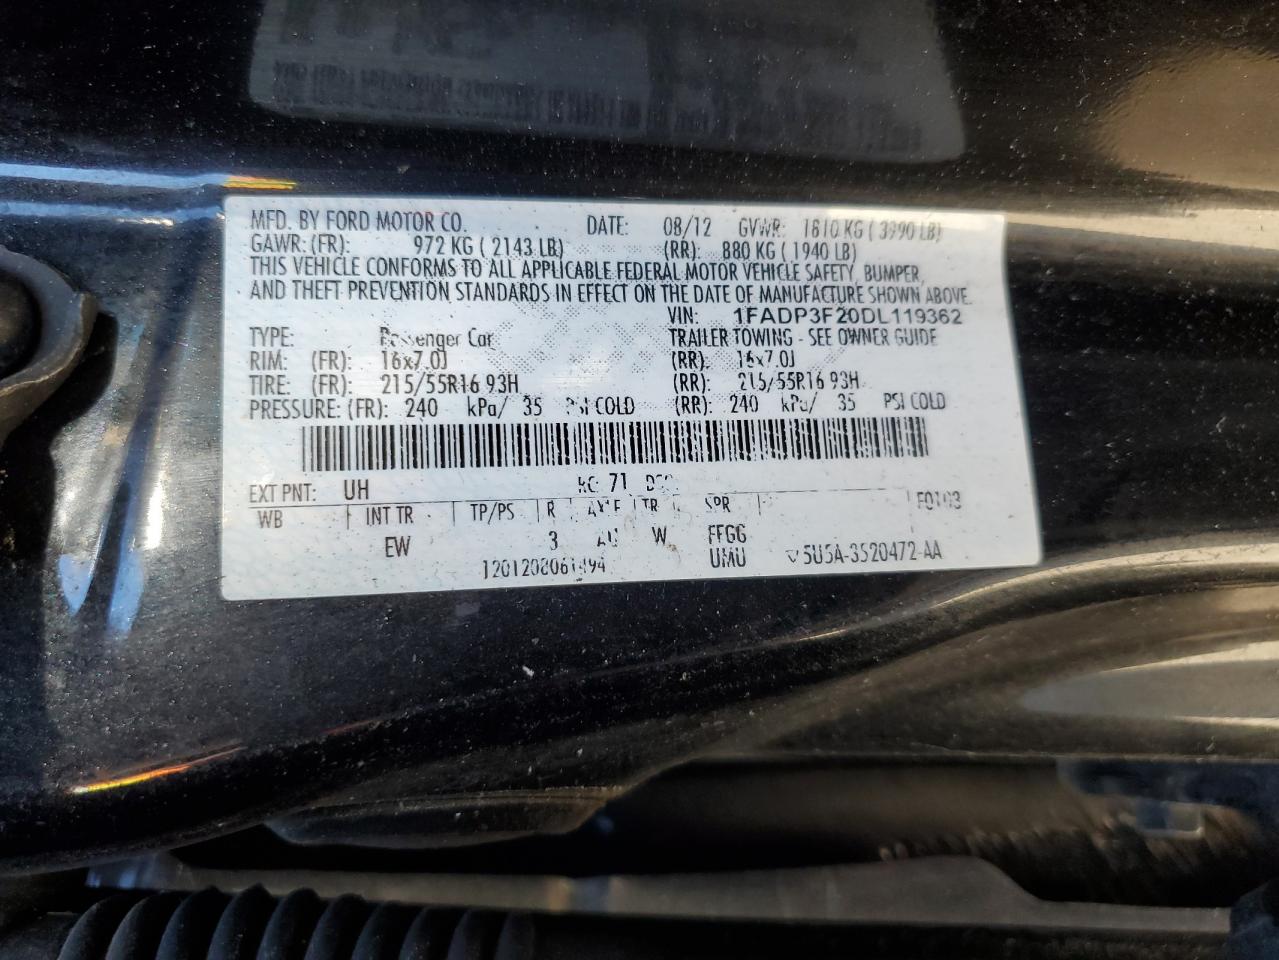 MFD. BY FORD MOTOR CO. DATE: 08/12 GVWR: 1810 KG ( 3990 LB)
GAWR: (FR): 972 KG ( 2143 LB) (RR): 880 KG ( 1940 LB)
THIS VEHICLE CONFORMS TO ALL APPLICABLE FEDERAL MOTOR VEHICLE SAFETY, BUMPER,
AND THEFT PREVENTION STANDARDS IN EFFECT ON THE DATE OF MANUFACTURE SHOWN ABOVE.
VIN: 1FADP3F20DL119362
TYPE: Passenger Car TRAILER TOWING - SEE OWNER GUIDE
RIM: (FR): 16x7.0J (RR): 16x7.0J
TIRE: (FR): 215/55R16 93H (RR): 215/55R16 93H
PRESSURE: (FR): 240 kPa/ 35 PSI COLD (RR): 240 kPa/ 35 PSI COLD
EXT PNT: UH RC: 71
WB INT TR TP/PS R AXLE TR SPR
EW 3 W FFGG
UMU 5U5A-3520472-AA